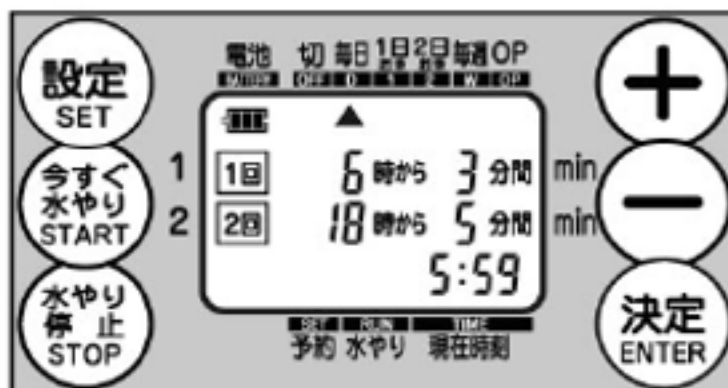 設定
SET
今すぐ
水やり
START
水やり
停止
STOP
電池 切 毎日 1日おき 2日おき 毎週 OP
BATTERY OFF 0 1 2 W OP
1 1回 6時から 3分間 min
2 2回 18時から 5分間 min
5:59
SET RUN TIME
予約 水やり 現在時刻
+
−
決定
ENTER